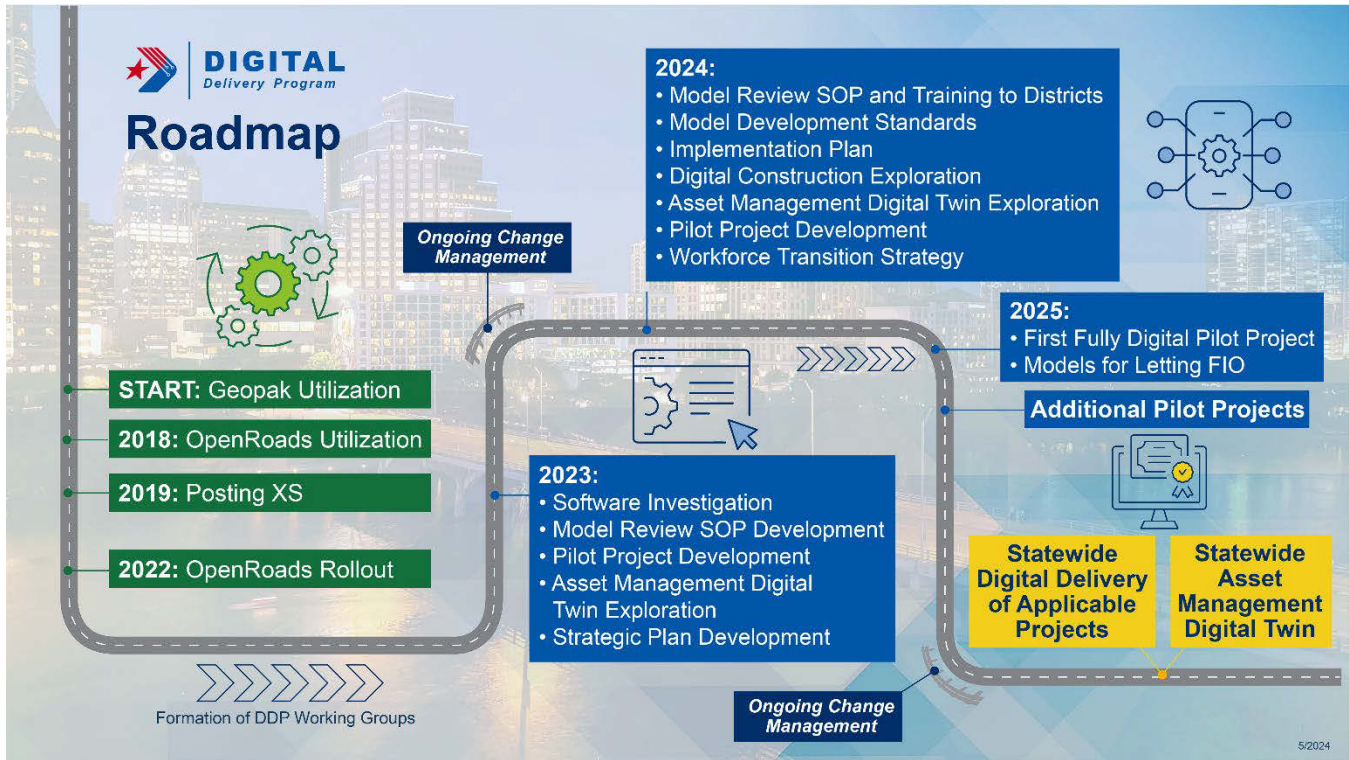 DIGITAL
Delivery Program
Roadmap
START: Geopak Utilization
2018: OpenRoads Utilization
2019: Posting XS
2022: OpenRoads Rollout
Formation of DDP Working Groups
Ongoing Change
Management
2023:
• Software Investigation
• Model Review SOP Development
• Pilot Project Development
• Asset Management Digital
Twin Exploration
• Strategic Plan Development
2024:
• Model Review SOP and Training to Districts
• Model Development Standards
• Implementation Plan
• Digital Construction Exploration
• Asset Management Digital Twin Exploration
• Pilot Project Development
• Workforce Transition Strategy
2025:
• First Fully Digital Pilot Project
• Models for Letting FIO
Additional Pilot Projects
Ongoing Change
Management
Statewide
Digital Delivery
of Applicable
Projects
Statewide
Asset
Management
Digital Twin
5/2024